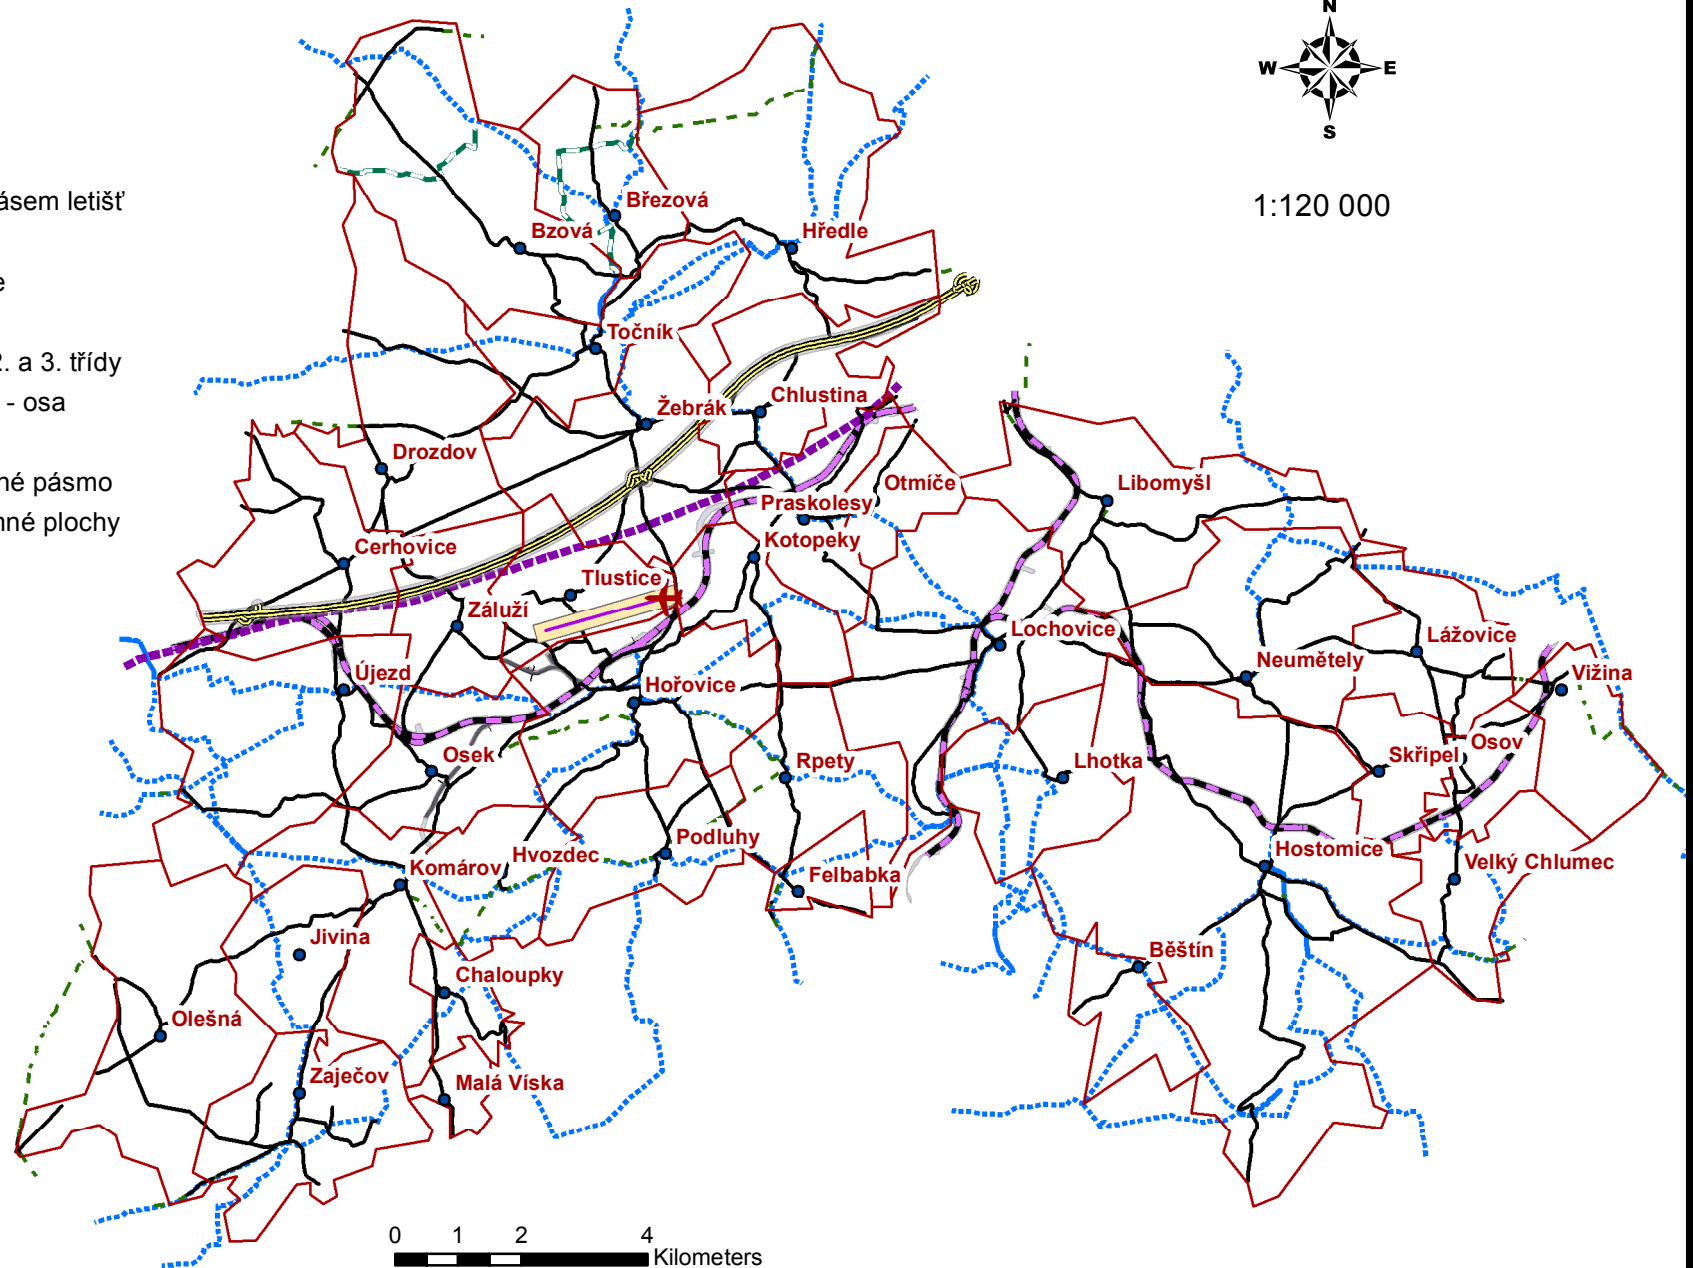 N
W E
S
1:120 000
ásem letišť
e
2. a 3. třídy
- osa
né pásmo
nné plochy
Březová
Bzová
Hředle
Točník
Žebrák
Chlustina
Drozdov
Otmíče
Libomyšl
Praskolesy
Kotopeky
Cerhovice
Tlustice
Záluží
Lochovice
Lážovice
Neumětely
Vižina
Újezd
Hořovice
Osek
Rpety
Lhotka
Skřipel
Osov
Podluhy
Hvozdec
Komárov
Felbabka
Hostomice
Velký Chlumec
Jivina
Běštín
Chaloupky
Olešná
Zaječov
Malá Víska
0 1 2 4
Kilometers